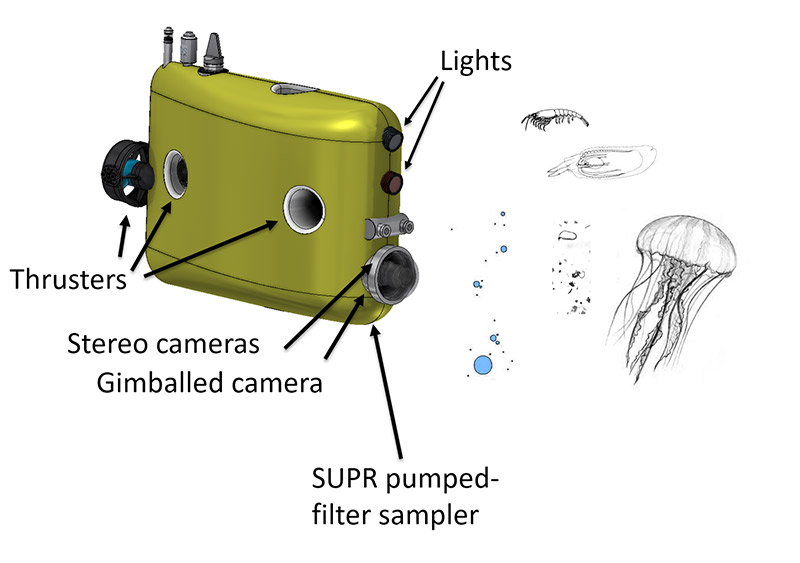 Lights
Thrusters
Stereo cameras
Gimballed camera
SUPR pumped-
filter sampler